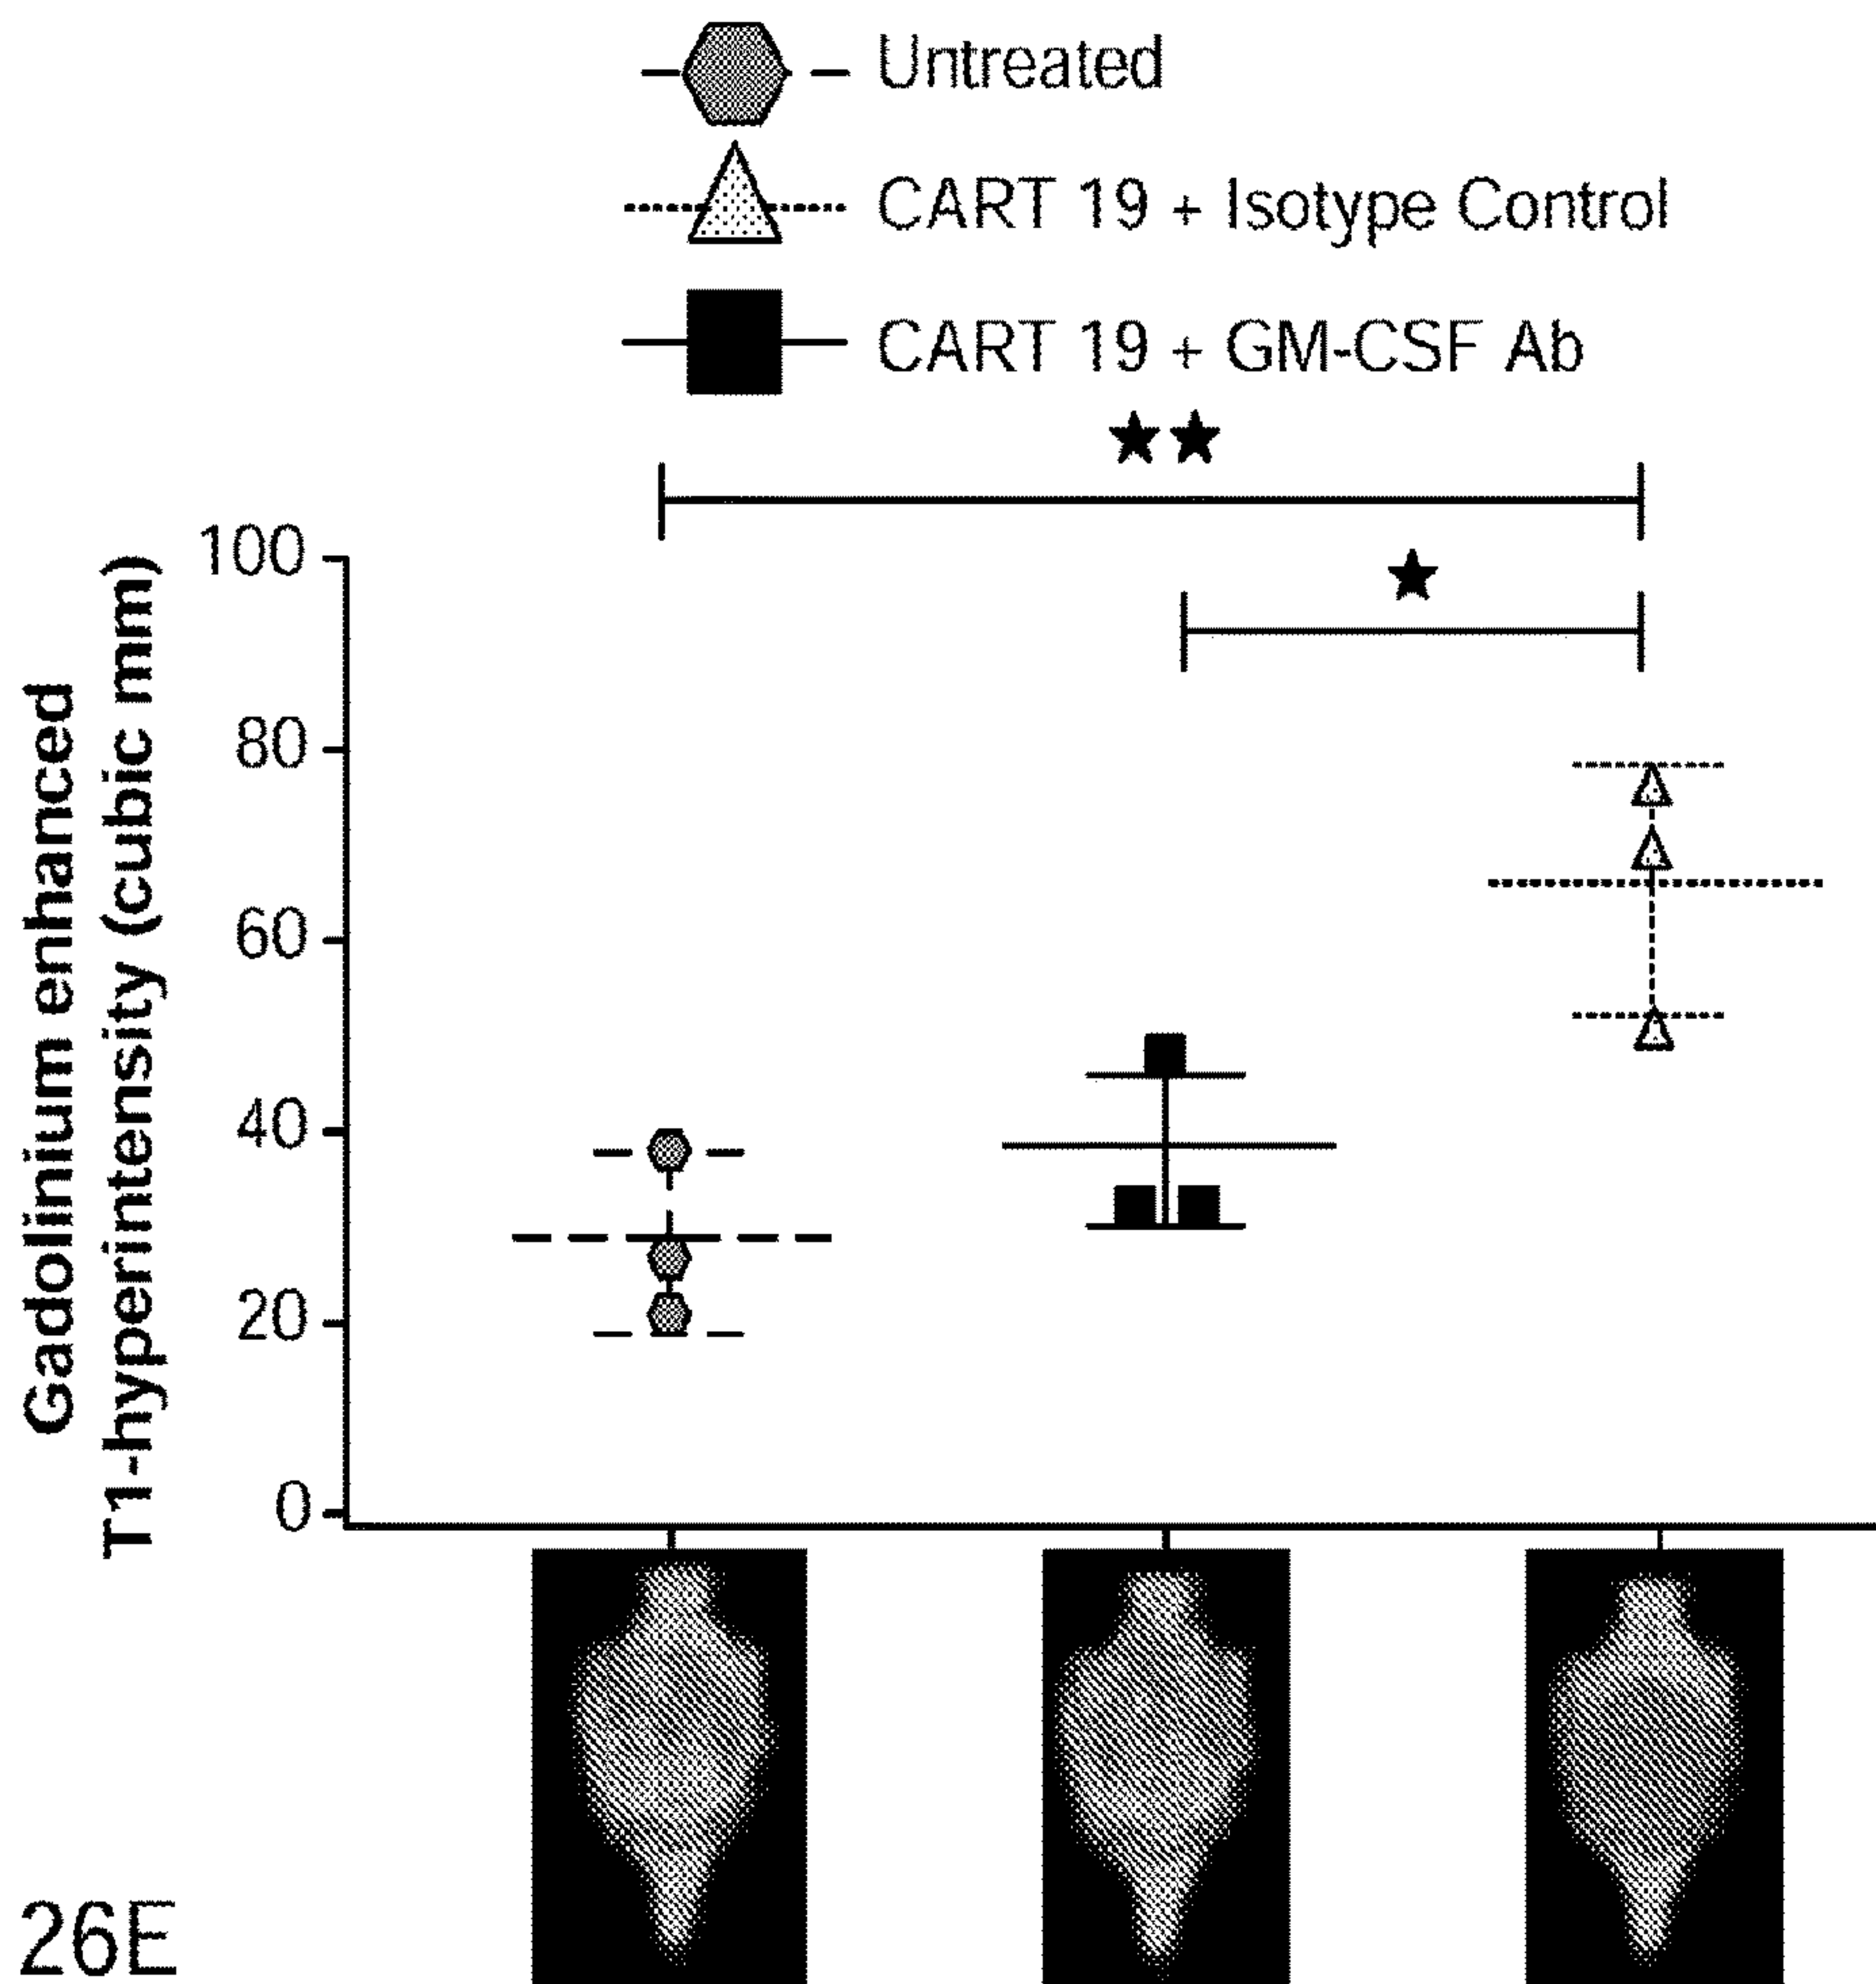 Untreated
CART 19 + Isotype Control
CART 19 + GM-CSF Ab
★★
★
100
80
60
40
20
0
Gadolinium enhanced
T1-hyperintensity (cubic mm)
26E